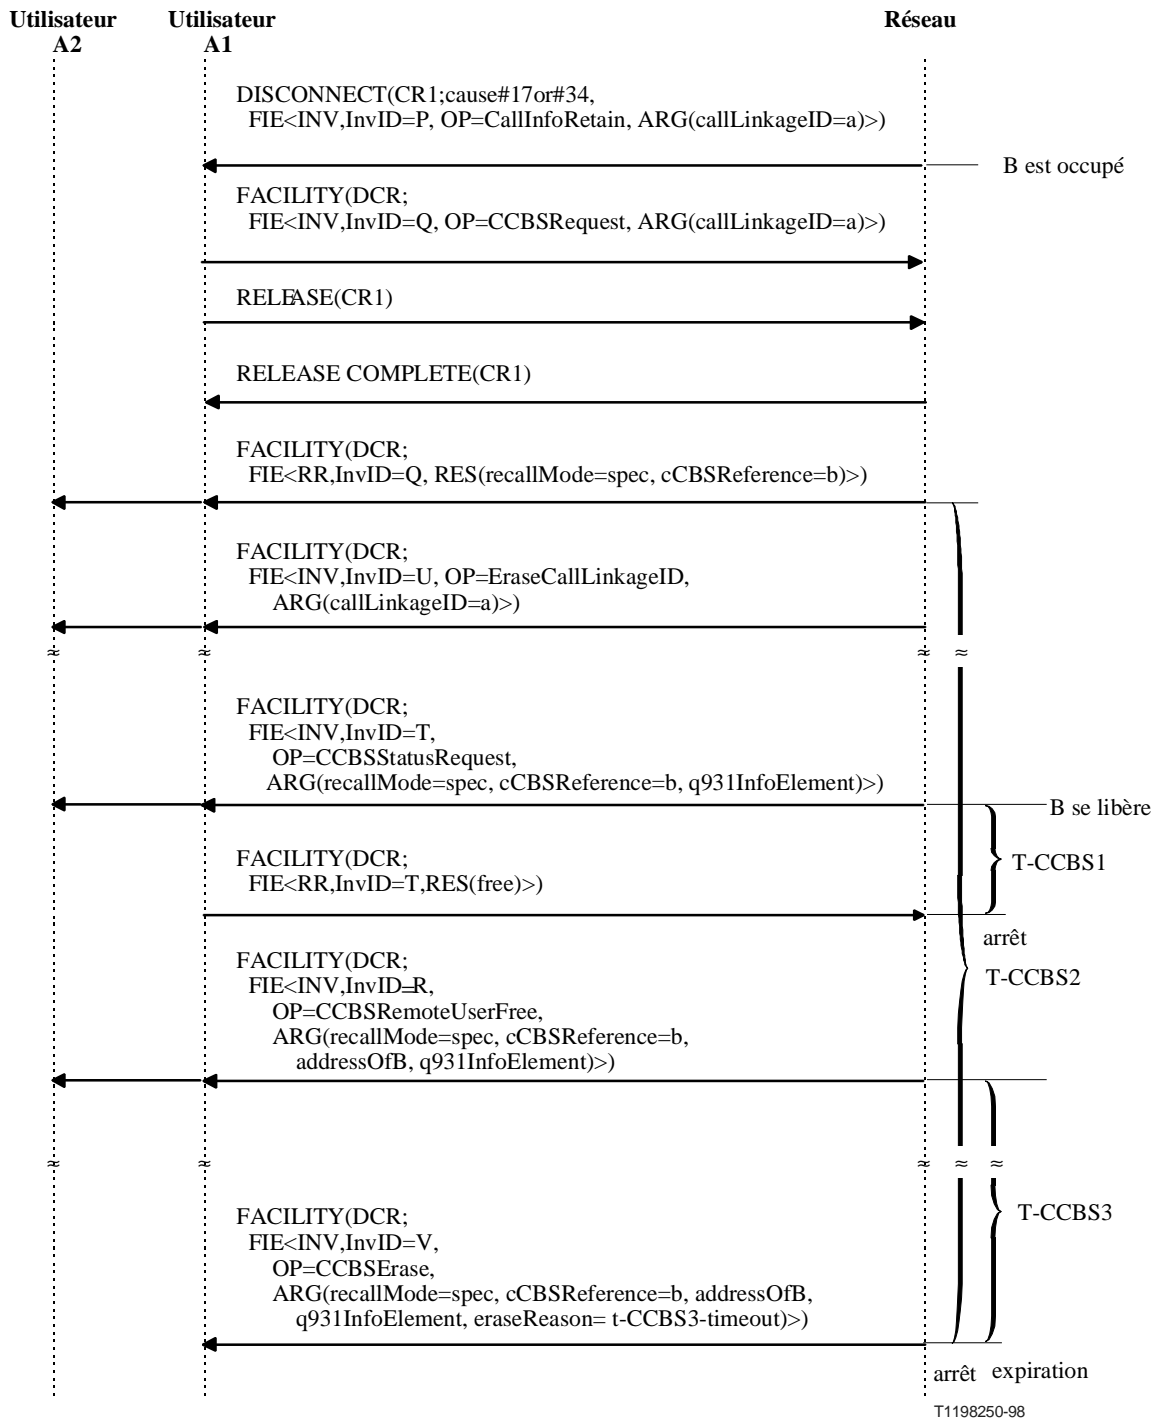 Utilisateur A2
Utilisateur A1
Réseau
DISCONNECT(CR1;cause#17or#34,
FIE<INV,InvID=P, OP=CallInfoRetain, ARG(callLinkageID=a)>)
B est occupé
FACILITY(DCR;
FIE<INV,InvID=Q, OP=CCBSRequest, ARG(callLinkageID=a)>)
RELEASE(CR1)
RELEASE COMPLETE(CR1)
FACILITY(DCR;
FIE<RR,InvID=Q, RES(recallMode=spec, cCBSReference=b)>)
FACILITY(DCR;
FIE<INV,InvID=U, OP=EraseCallLinkageID,
ARG(callLinkageID=a)>)
≈ ≈ ≈ ≈
FACILITY(DCR;
FIE<INV,InvID=T,
OP=CCBSStatusRequest,
ARG(recallMode=spec, cCBSReference=b, q931InfoElement)>)
B se libère
FACILITY(DCR;
FIE<RR,InvID=T,RES(free)>)
T-CCBS1
arrêt
FACILITY(DCR;
FIE<INV,InvID=R,
OP=CCBSRemoteUserFree,
ARG(recallMode=spec, cCBSReference=b,
addressOfB, q931InfoElement)>)
T-CCBS2
≈ ≈ ≈ ≈ ≈
FACILITY(DCR;
FIE<INV,InvID=V,
OP=CCBSErase,
ARG(recallMode=spec, cCBSReference=b, addressOfB,
q931InfoElement, eraseReason= t-CCBS3-timeout)>)
T-CCBS3
arrêt expiration
T1198250-98